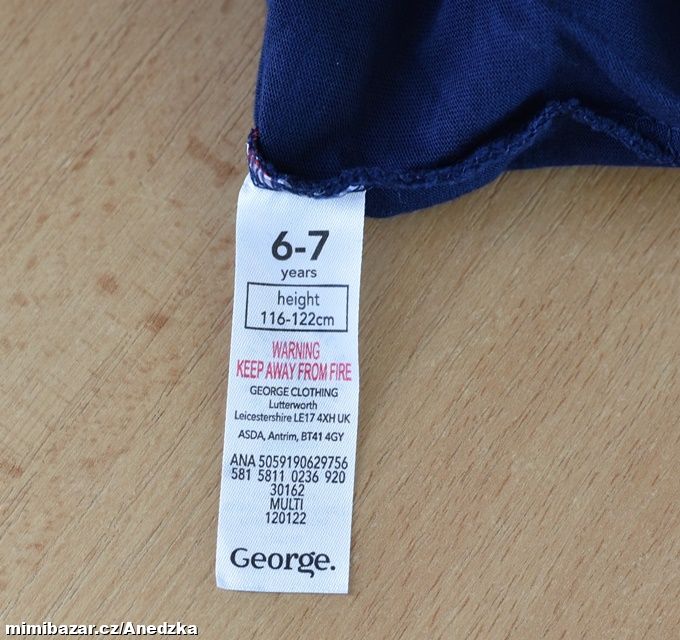 6-7
years
height
116-122cm
WARNING
KEEP AWAY FROM FIRE
GEORGE CLOTHING
Lutterworth
Leicestershire LE17 4XH UK
ASDA, Antrim, BT41 4GY
ANA 5059190629756
581 5811 0236 920
30162
MULTI
120122
George.
mimibazar.cz/Anedzka